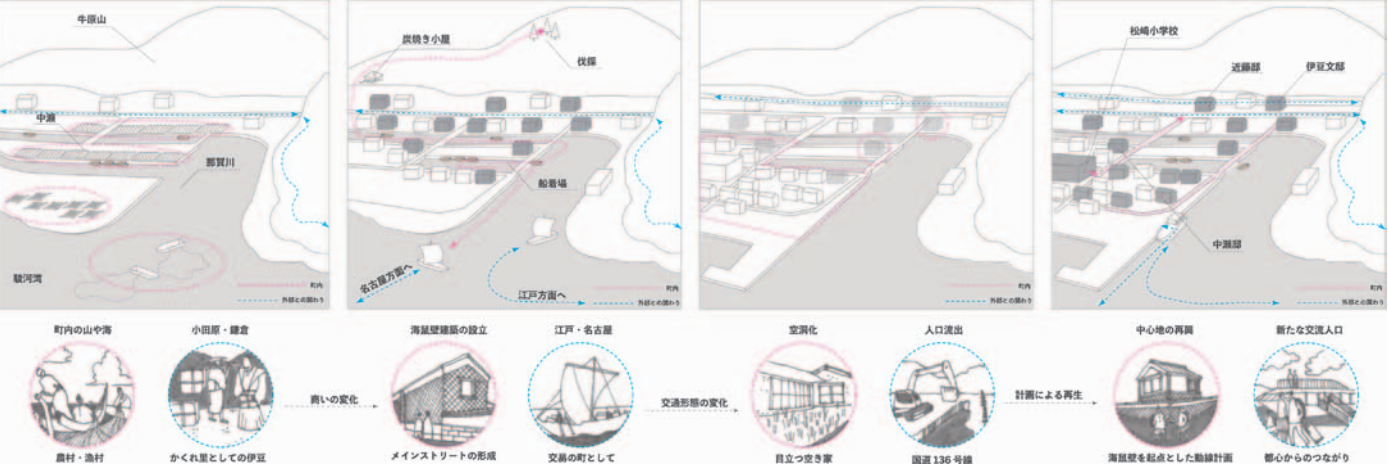 牛原山
中瀬
那賀川
駿河湾
町内
外部との関わり
炭焼き小屋
伐採
船着場
名古屋方面へ
江戸方面へ
町内
外部との関わり
町内
外部との関わり
松崎小学校
近藤邸
伊豆文邸
中瀬邸
町内
外部との関わり
町内の山や海
小田原・鎌倉
海鼠壁建築の設立
江戸・名古屋
空洞化
人口流出
中心地の再興
新たな交流人口
商いの変化
交通形態の変化
計画による再生
農村・漁村
かくれ里としての伊豆
メインストリートの形成
交易の町として
目立つ空き家
国道136号線
海鼠壁を起点とした動線計画
都心からのつながり